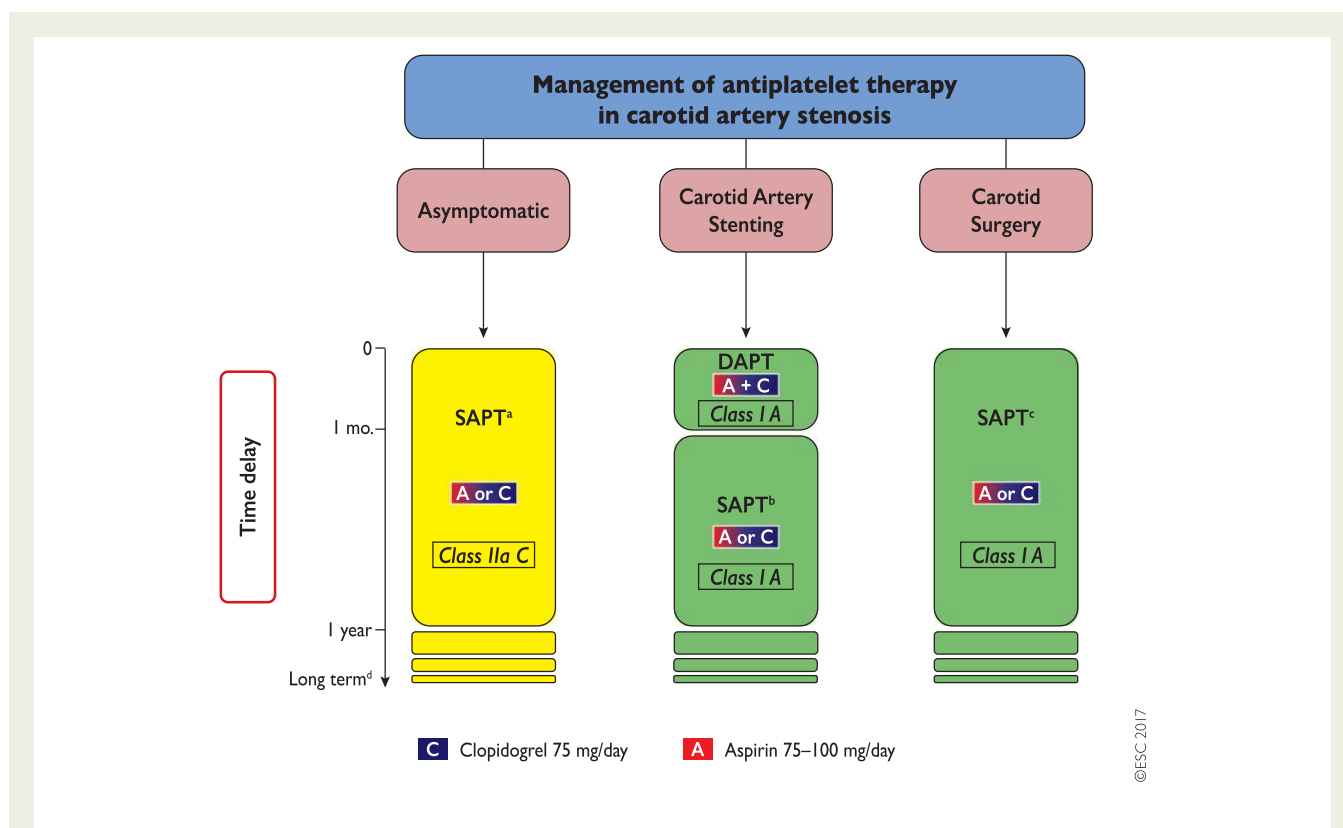 Management of antiplatelet therapy
in carotid artery stenosis
Asymptomatic
Carotid Artery
Stenting
Carotid
Surgery
Time delay
0
1 mo.
1 year
Long termᵈ
SAPTᵃ
A or C
Class IIa C
DAPT
A + C
Class I A
SAPTᵇ
A or C
Class I A
SAPTᶜ
A or C
Class I A
C Clopidogrel 75 mg/day
A Aspirin 75–100 mg/day
©ESC 2017